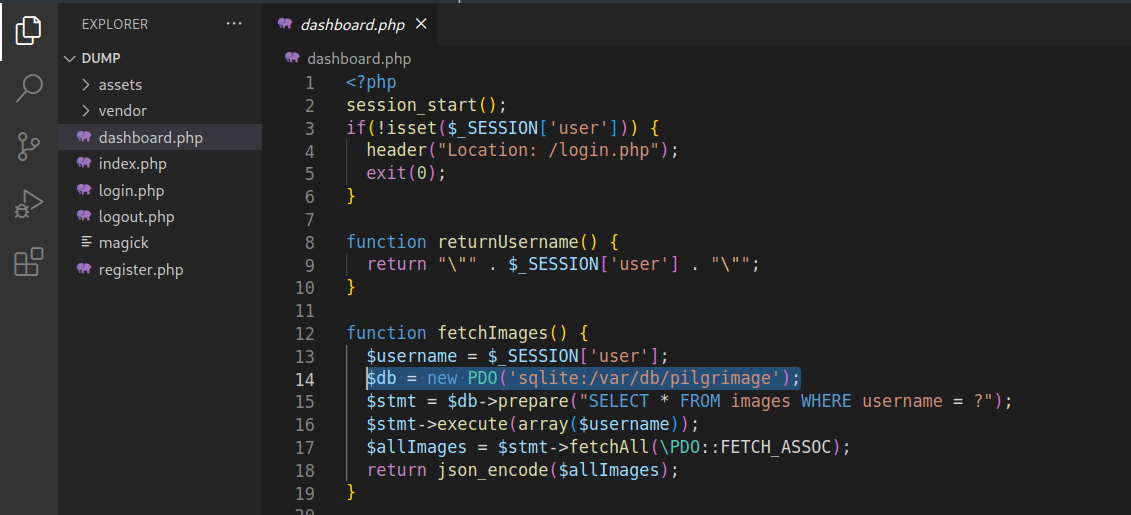 EXPLORER ...
dashboard.php
DUMP
assets
vendor
dashboard.php
index.php
login.php
logout.php
magick
register.php
dashboard.php
1 <?php
2 session_start();
3 if(!isset($_SESSION['user'])) {
4   header("Location: /login.php");
5   exit(0);
6 }
7
8 function returnUsername() {
9   return "\"" . $_SESSION['user'] . "\"";
10 }
11
12 function fetchImages() {
13   $username = $_SESSION['user'];
14   $db = new PDO('sqlite:/var/db/pilgrimage');
15   $stmt = $db->prepare("SELECT * FROM images WHERE username = ?");
16   $stmt->execute(array($username));
17   $allImages = $stmt->fetchAll(\PDO::FETCH_ASSOC);
18   return json_encode($allImages);
19 }